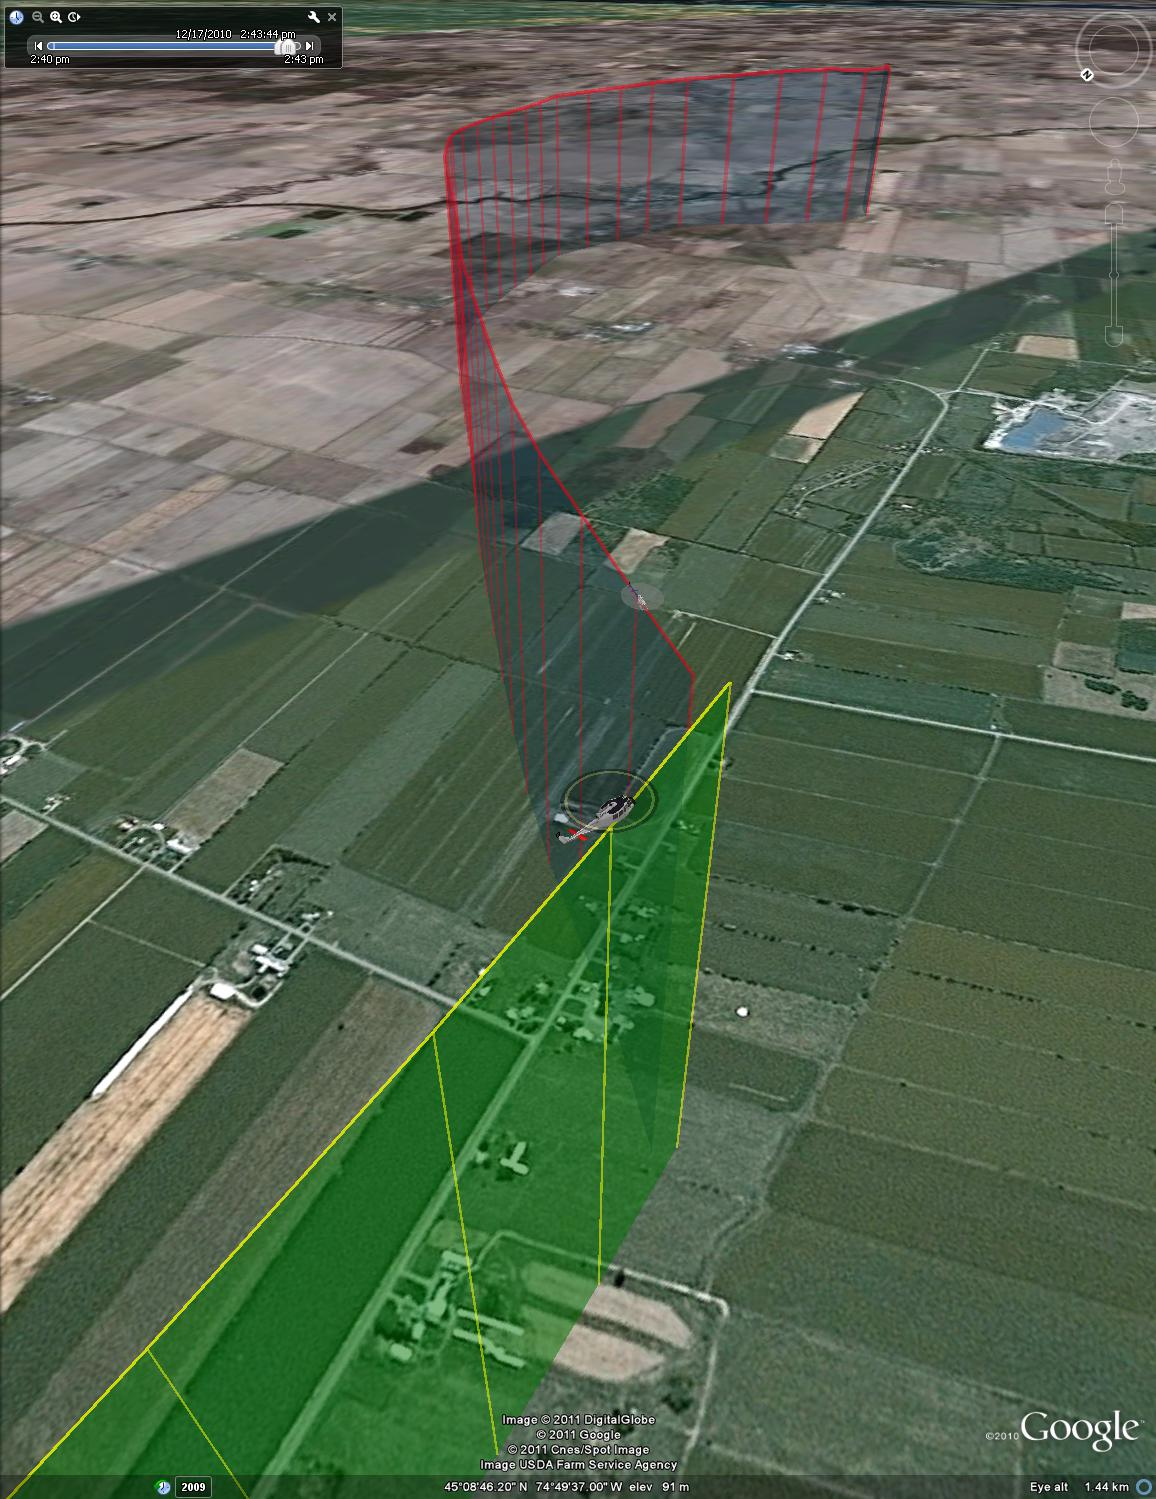 12/17/2010 2:43:44 pm
2:40 pm 2:43 pm
N
Image © 2011 DigitalGlobe
© 2011 Google
© 2011 Cnes/Spot Image
Image USDA Farm Service Agency
©2010 Google™
2009 45°08'46.20" N 74°49'37.00" W elev 91 m Eye alt 1.44 km